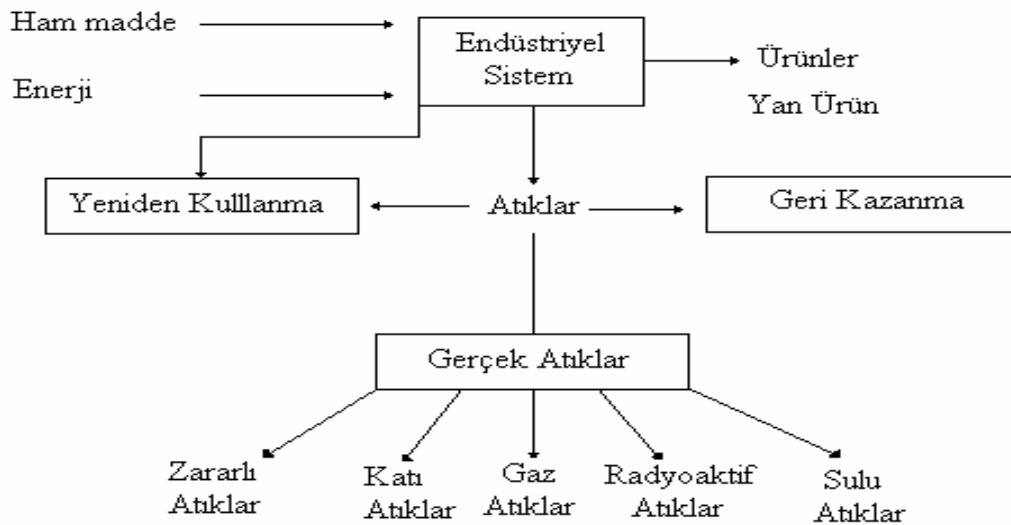 Ham madde
Enerji
Endüstriyel
Sistem
Ürünler
Yan Ürün
Yeniden Kulllanma
Atıklar
Geri Kazanma
Gerçek Atıklar
Zararlı
Atıklar
Katı
Atıklar
Gaz
Atıklar
Radyoaktif
Atıklar
Sulu
Atıklar